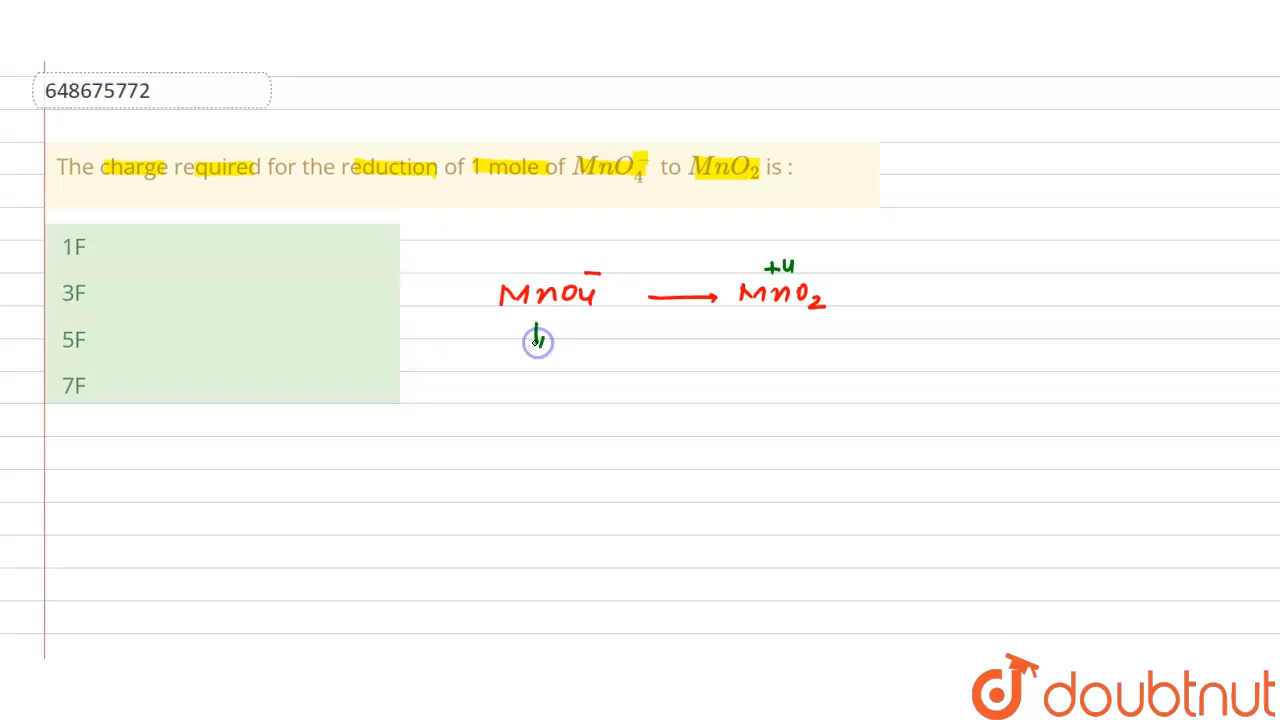 648675772
The charge required for the reduction of 1 mole of MnO₄⁻ to MnO₂ is :
1F
3F
5F
7F
+4
MnO4⁻ → MnO₂
doubtnut